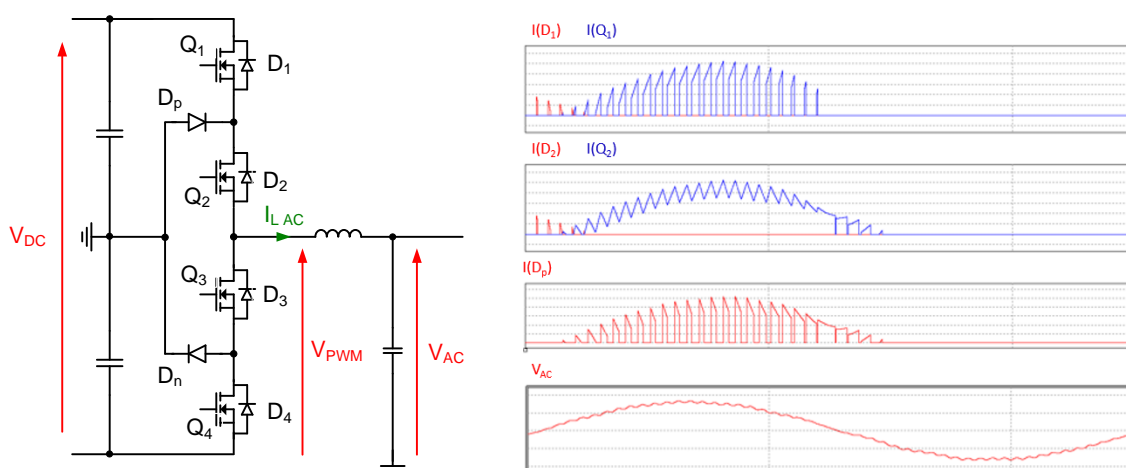 Q1
D1
Dp
Q2
D2
IL AC
VDC
Q3
D3
VPWM
VAC
Dn
Q4
D4
I(D1) I(Q1)
I(D2) I(Q2)
I(Dp)
VAC